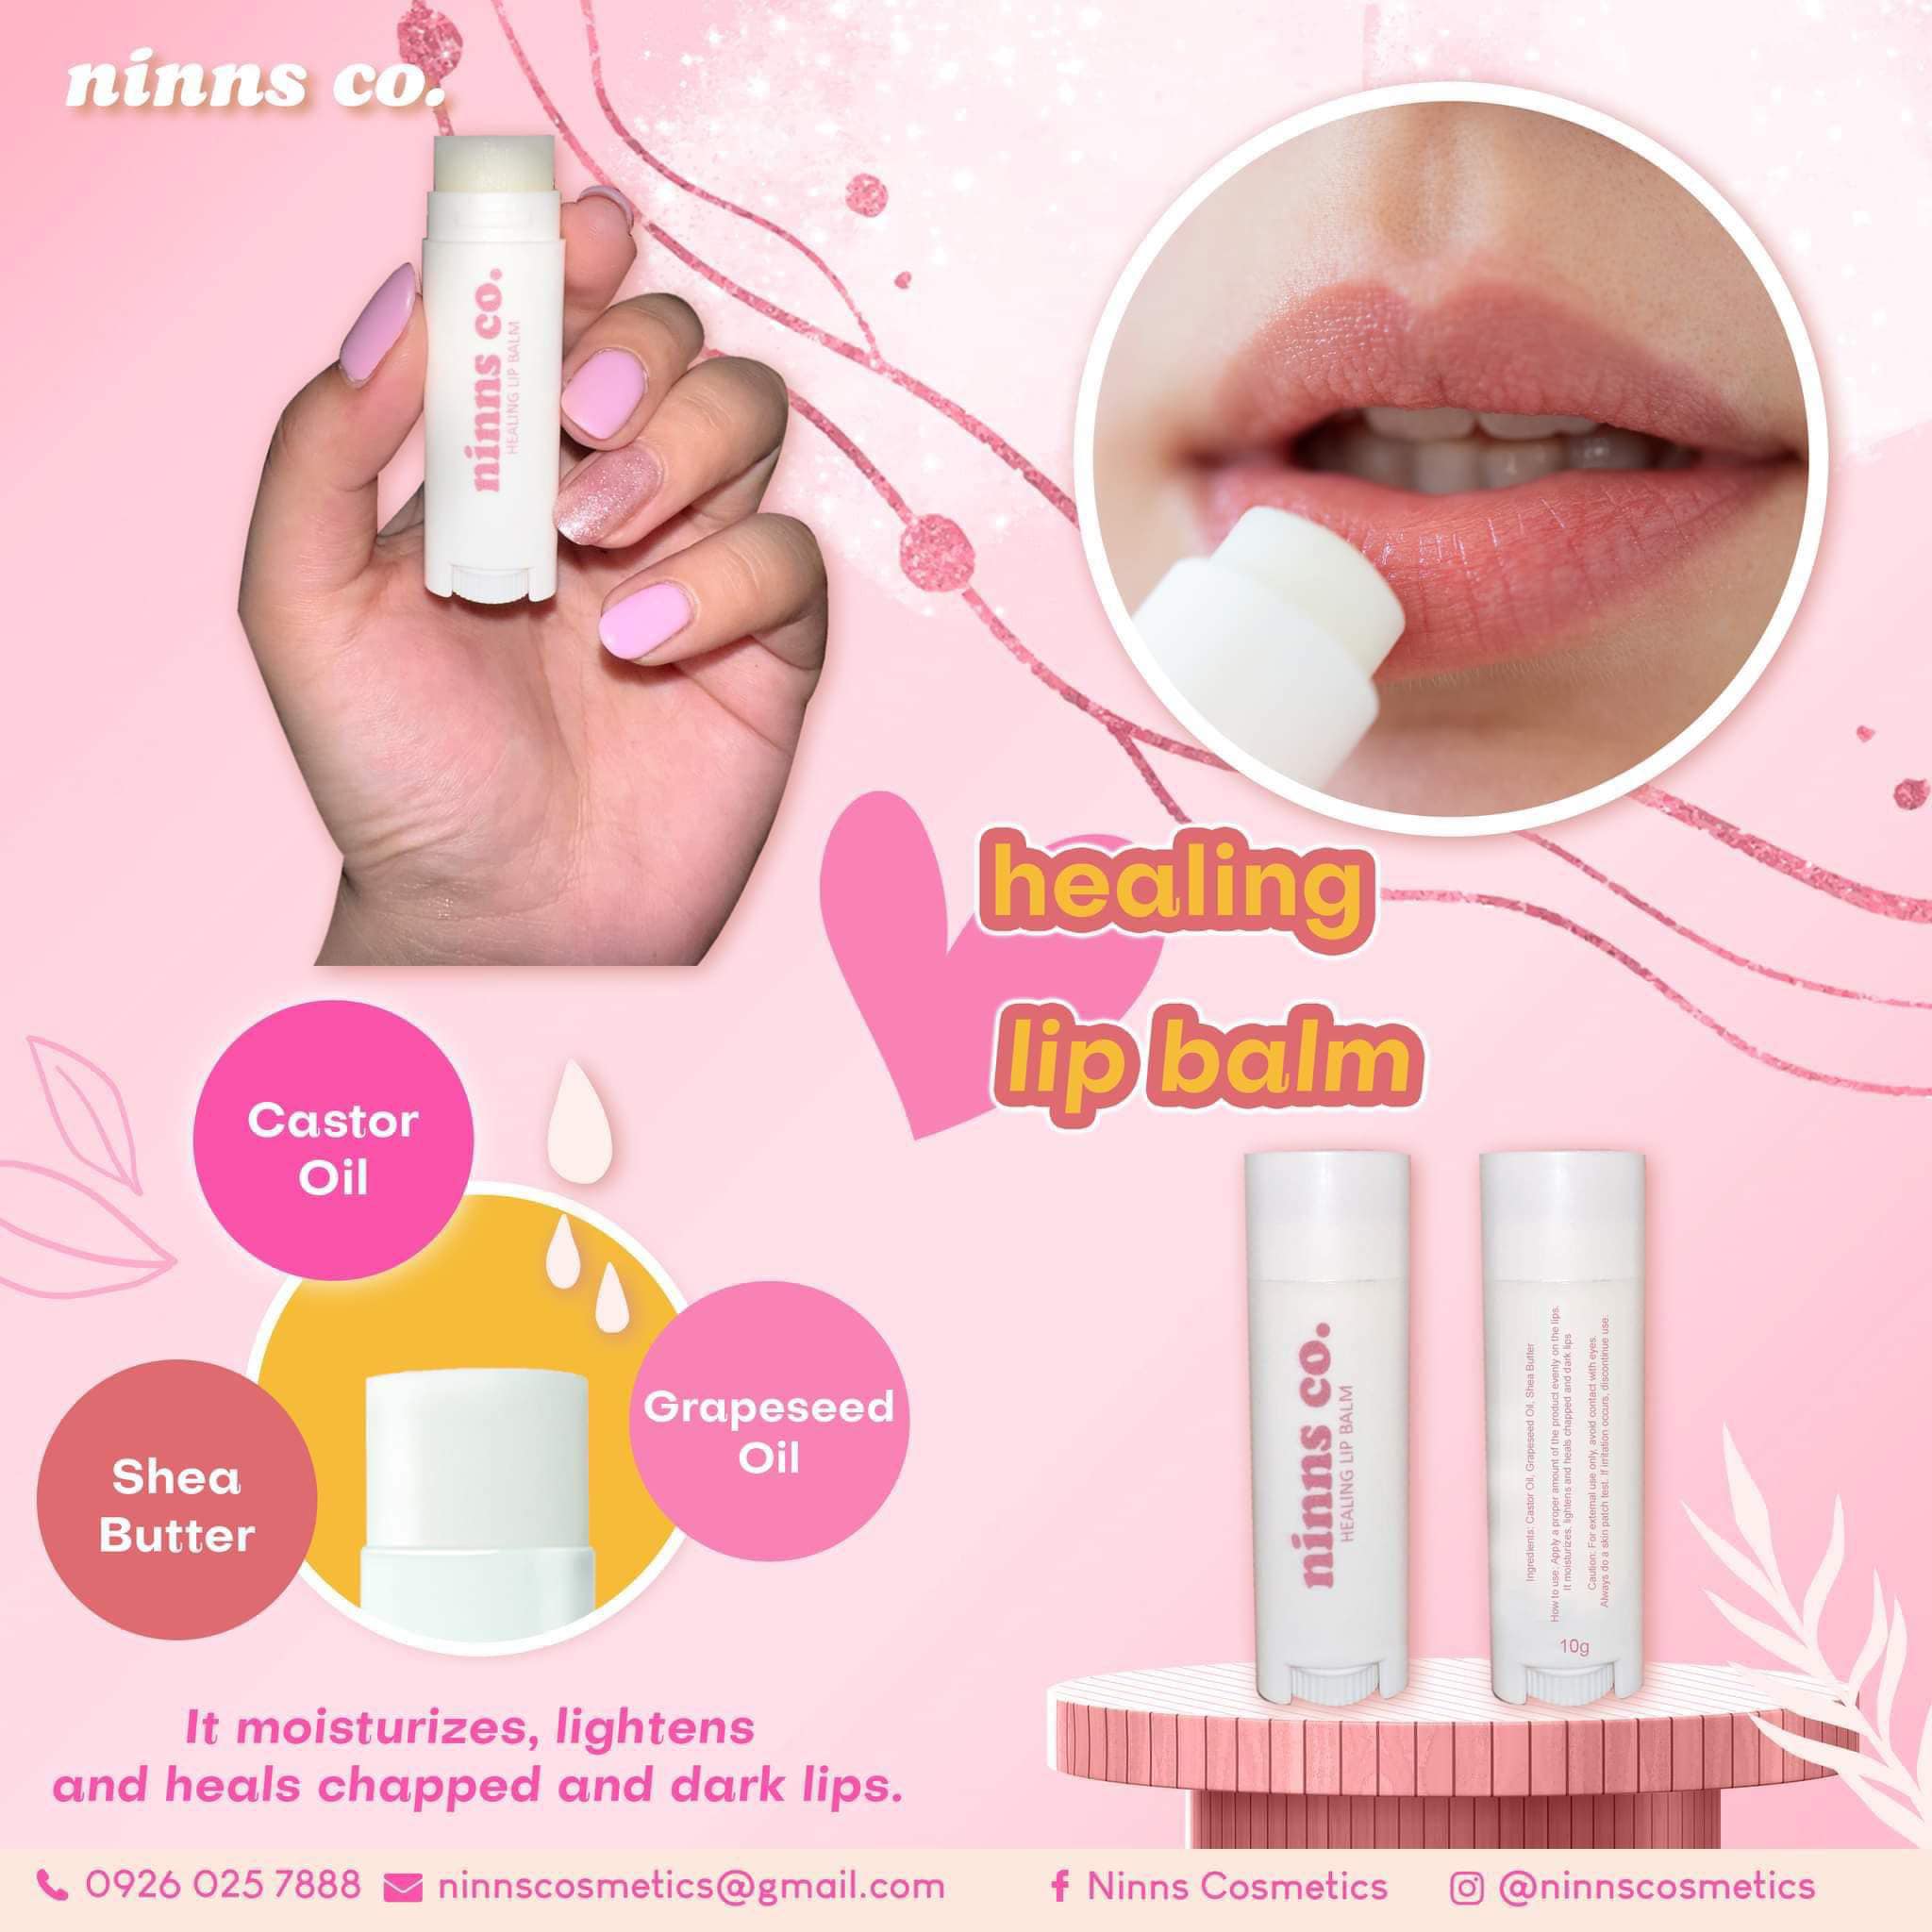 ninns co.
ninns co.
HEALING LIP BALM
healing
lip balm
Castor
Oil
Grapeseed
Oil
Shea
Butter
ninns co.
HEALING LIP BALM
Ingredients: Castor Oil, Grapeseed Oil, Shea Butter
How to use: Apply a proper amount of the product evenly on the lips.
It moisturizes, lightens and heals chapped and dark lips
Caution: For external use only, avoid contact with eyes.
Always do a skin patch test. If irritation occurs, discontinue use.
10g
It moisturizes, lightens
and heals chapped and dark lips.
0926 025 7888 ninnscosmetics@gmail.com Ninns Cosmetics @ninnscosmetics